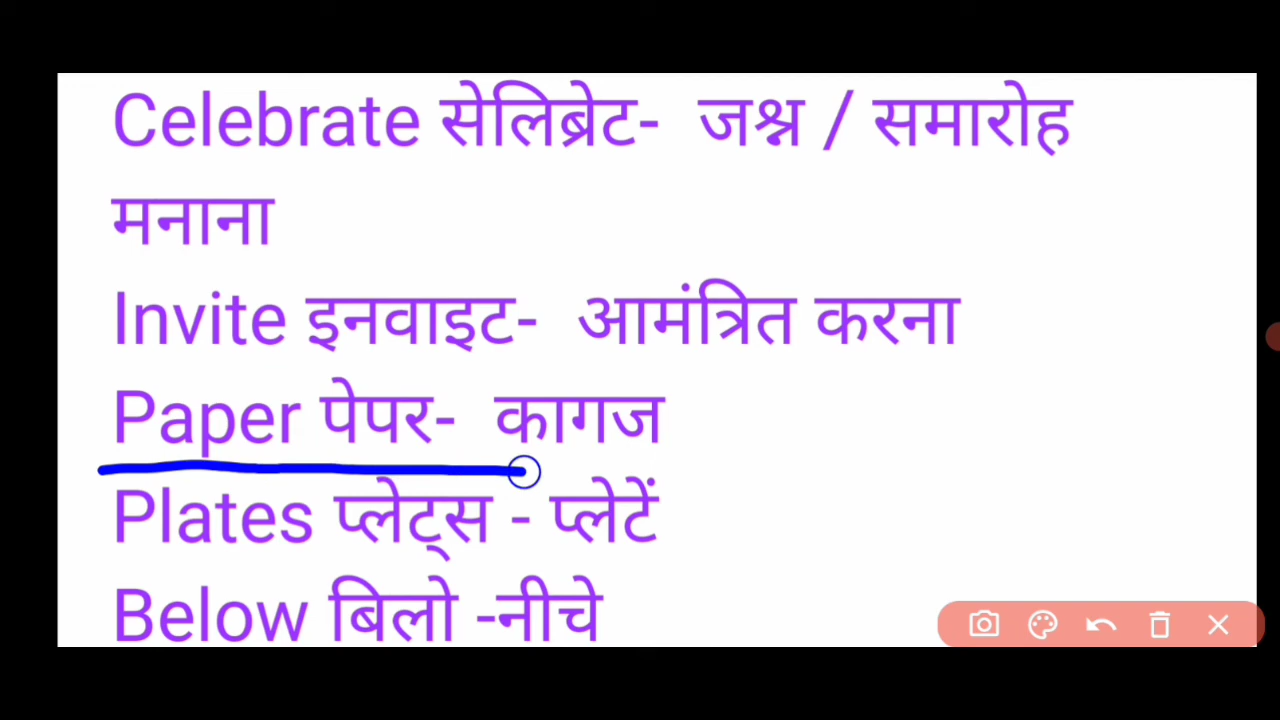 Celebrate सेलिब्रेट-  जश्न / समारोह
मनाना
Invite इनवाइट-  आमंत्रित करना
Paper पेपर-  कागज
Plates प्लेट्स - प्लेटें
Below बिलो -नीचे